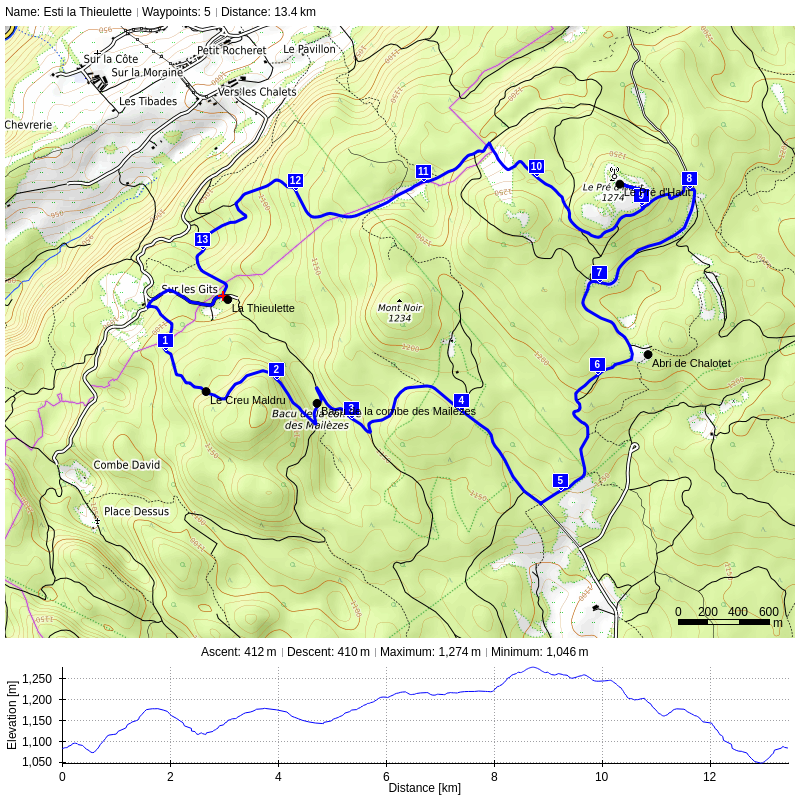 Name: Esti la Thieulette | Waypoints: 5 | Distance: 13.4 km
Petit Rocheret
Le Pavillon
Sur la Côte
Sur la Moraine
Vers les Chalets
Les Tibades
Chevrerie
11
10
8
12
Le Pré d'Haut
9
1274
13
7
Sur les Gits
La Thieulette
Mont Noir
1234
1
Abri de Chalotet
6
2
Le Creu Maldru
3
4
Bacu de la combe des Mailèzes
des Mailèzes
Combe David
5
Place Dessus
0 200 400 600
m
Ascent: 412 m | Descent: 410 m | Maximum: 1,274 m | Minimum: 1,046 m
Elevation [m]
1,250
1,200
1,150
1,100
1,050
0 2 4 6 8 10 12
Distance [km]